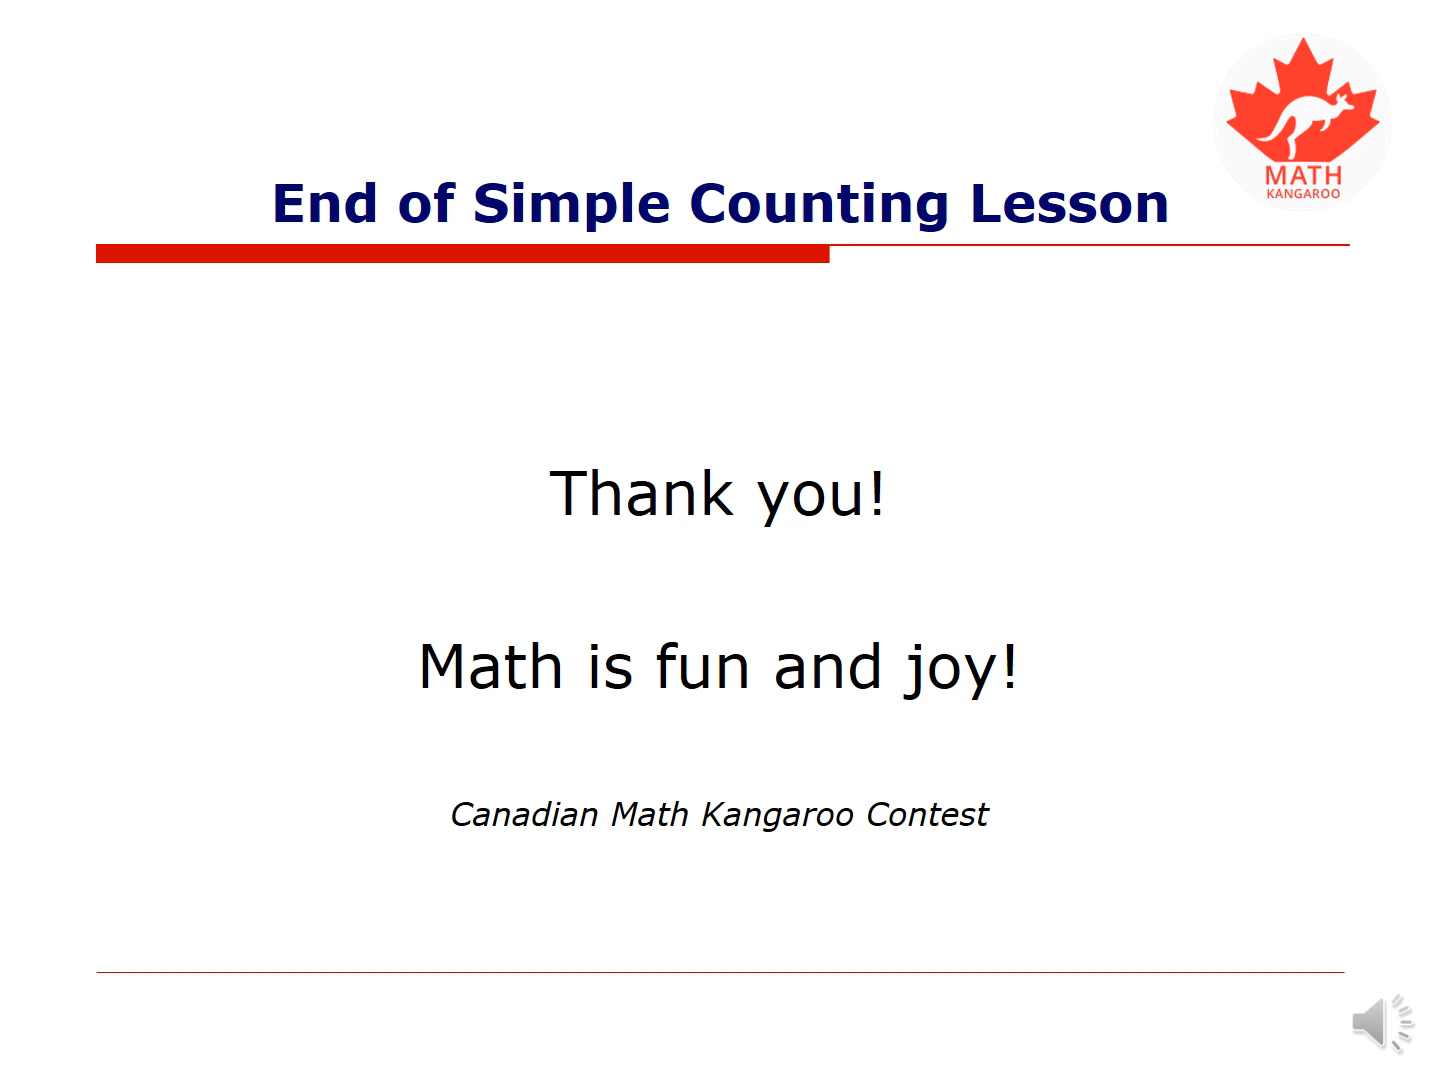 MATH
KANGAROO
End of Simple Counting Lesson
Thank you!
Math is fun and joy!
Canadian Math Kangaroo Contest